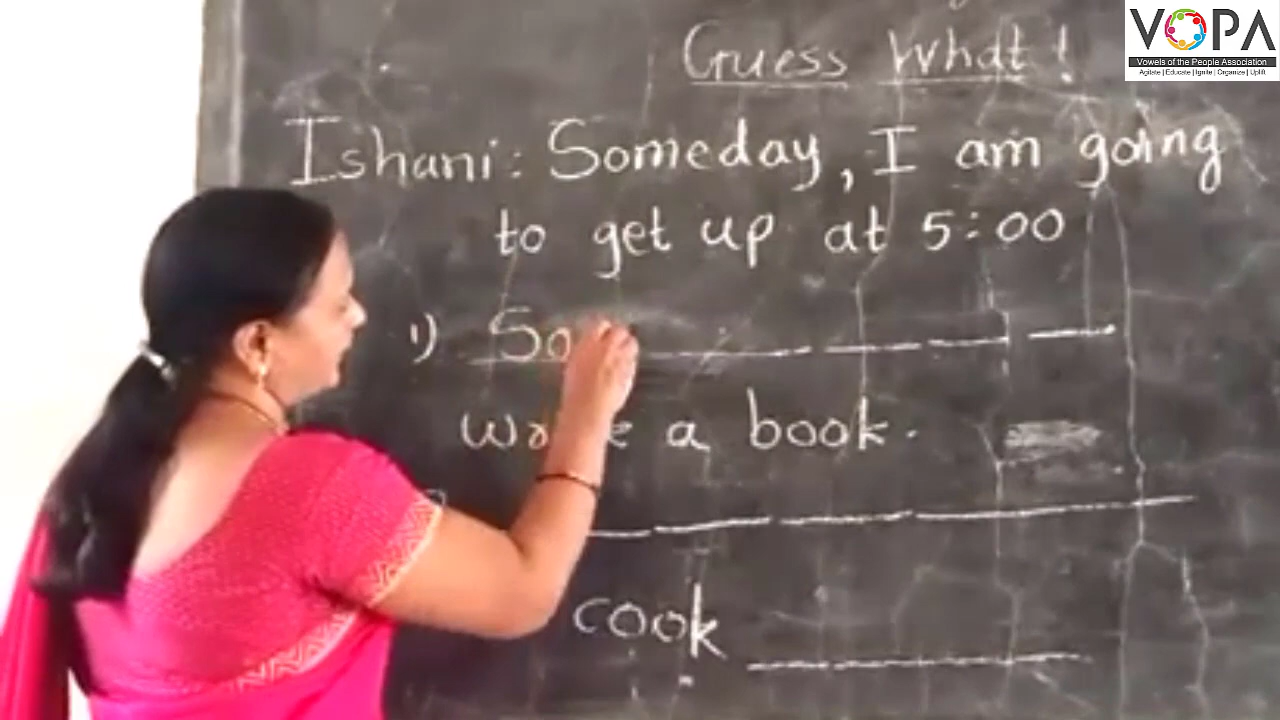 VOPA
Vowels of the People Association
Agitate | Educate | Ignite | Organize | Uplift
Guess What!
Ishani: Someday, I am going
to get up at 5:00
1) So
a book.
cook